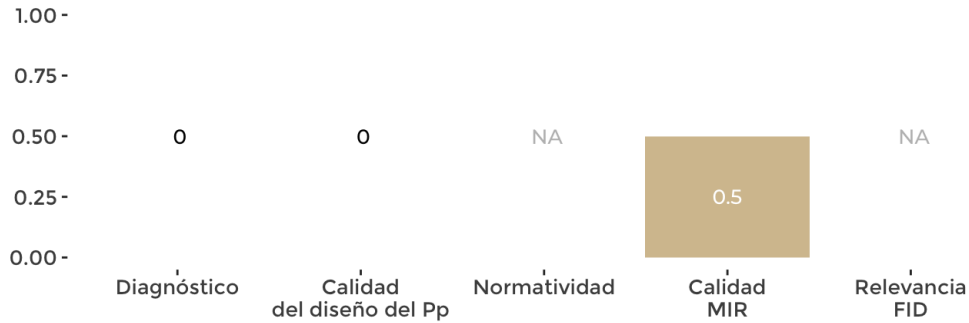 1.00
0.75
0.50
0.25
0.00
0
0
NA
0.5
NA
Diagnóstico
Calidad
del diseño del Pp
Normatividad
Calidad
MIR
Relevancia
FID